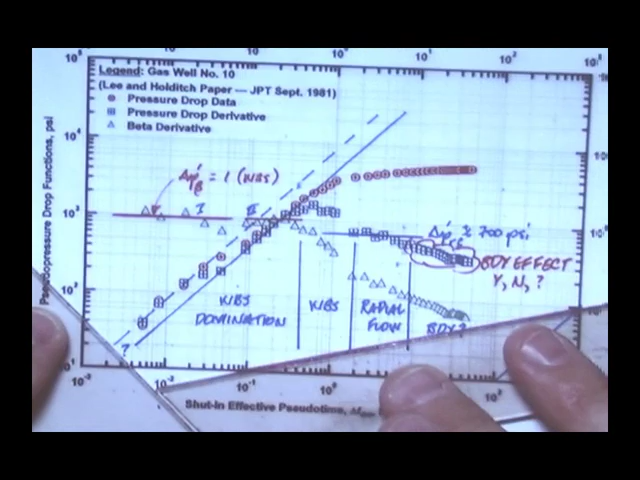 Legend: Gas Well No. 10
(Lee and Holditch Paper — JPT Sept. 1981)
Pressure Drop Data
Pressure Drop Derivative
Beta Derivative
Pseudopressure Drop Functions, psi
10⁴
10³
10²
10¹
Δp'β = 1 (WBS)
I
II
Δp' ≈ 700 psi
BDY EFFECT
Y, N, ?
WBS
DOMINATION
WBS
RADIAL
FLOW
BDY?
?
10⁻³
10⁻²
10⁻¹
10⁰
10¹
10²
Shut-In Effective Pseudotime,